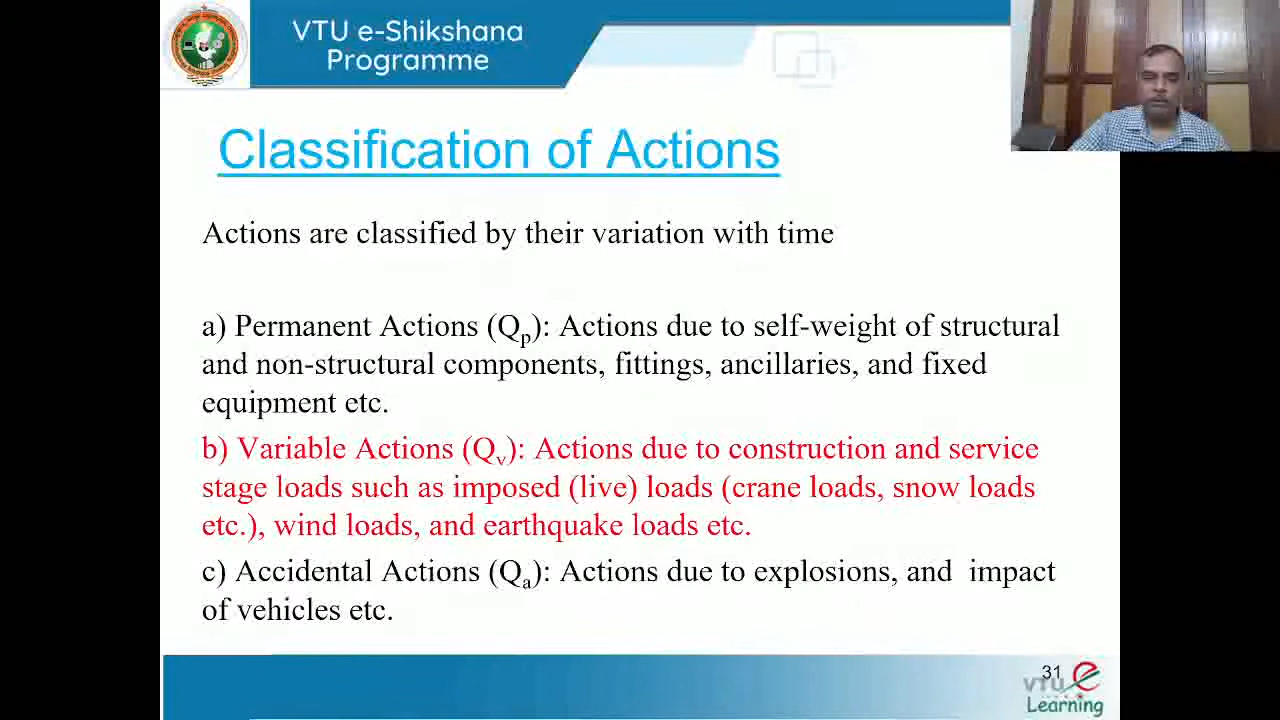 VTU e-Shikshana
Programme
Classification of Actions
Actions are classified by their variation with time
a) Permanent Actions (Qp): Actions due to self-weight of structural
and non-structural components, fittings, ancillaries, and fixed
equipment etc.
b) Variable Actions (Qv): Actions due to construction and service
stage loads such as imposed (live) loads (crane loads, snow loads
etc.), wind loads, and earthquake loads etc.
c) Accidental Actions (Qa): Actions due to explosions, and  impact
of vehicles etc.
31
VTU e
Learning